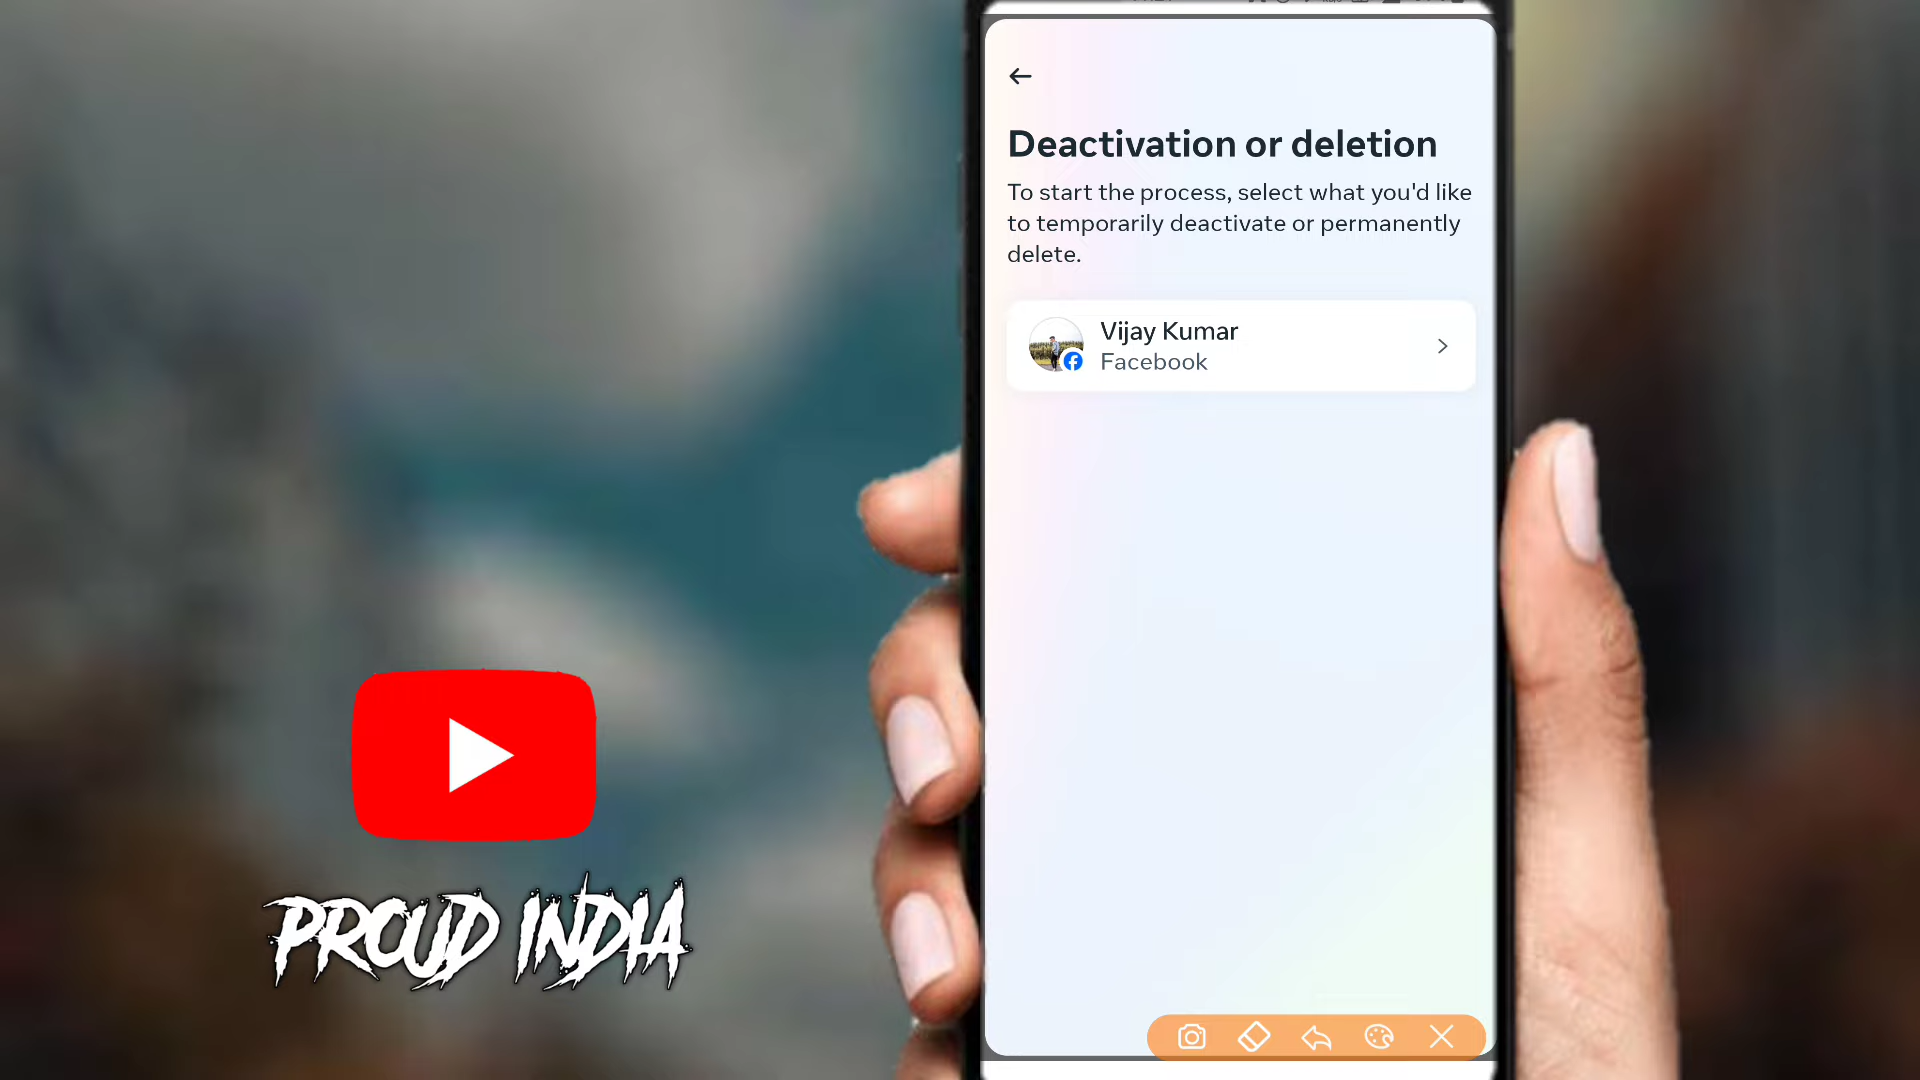 Deactivation or deletion
To start the process, select what you'd like
to temporarily deactivate or permanently
delete.
Vijay Kumar
Facebook
PROUD INDIA